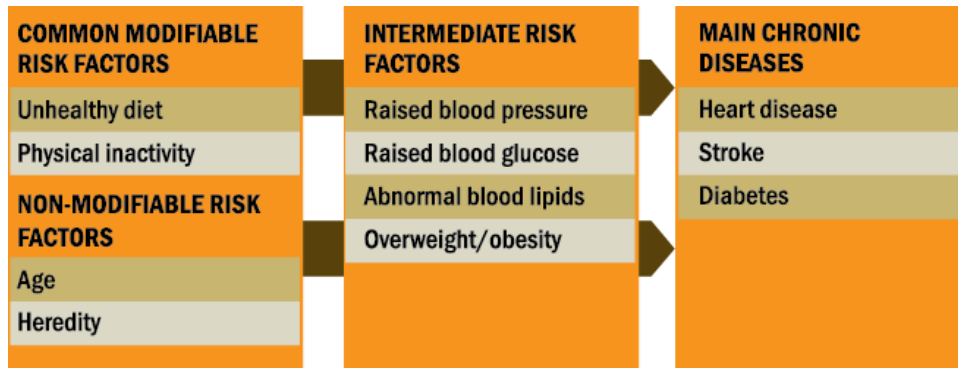 COMMON MODIFIABLE
RISK FACTORS
Unhealthy diet
Physical inactivity
NON-MODIFIABLE RISK
FACTORS
Age
Heredity
INTERMEDIATE RISK
FACTORS
Raised blood pressure
Raised blood glucose
Abnormal blood lipids
Overweight/obesity
MAIN CHRONIC
DISEASES
Heart disease
Stroke
Diabetes